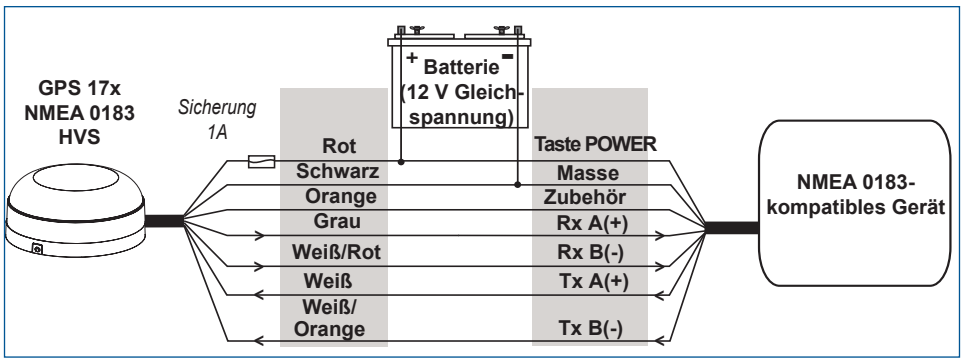 GPS 17x
NMEA 0183
HVS
Sicherung
1A
+ Batterie -
(12 V Gleich-
spannung)
Rot Taste POWER
Schwarz Masse
Orange Zubehör
Grau Rx A(+)
Weiß/Rot Rx B(-)
Weiß Tx A(+)
Weiß/
Orange Tx B(-)
NMEA 0183-
kompatibles Gerät